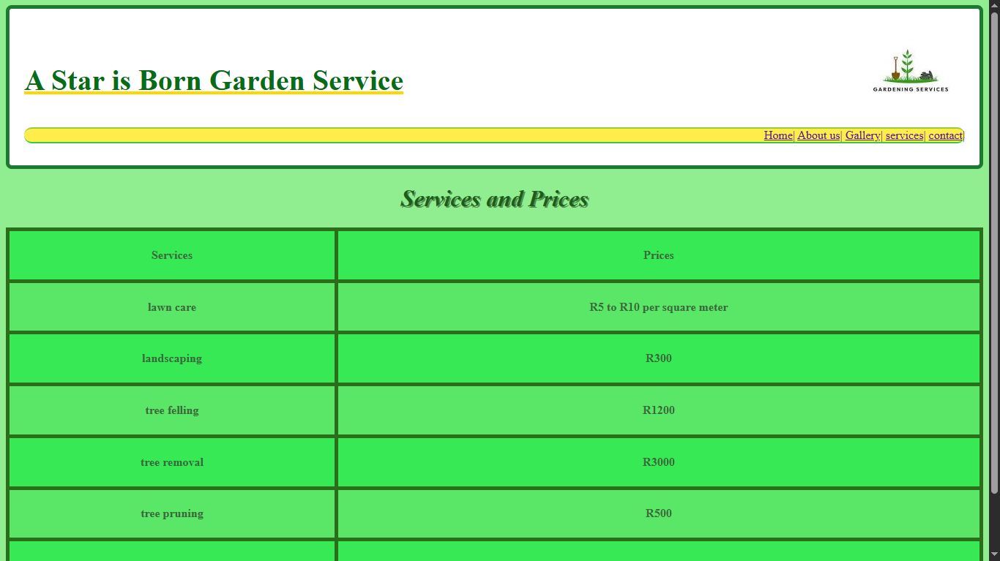 A Star is Born Garden Service
GARDENING SERVICES
Home| About us| Gallery| services| contact|
Services and Prices
Services Prices
lawn care R5 to R10 per square meter
landscaping R300
tree felling R1200
tree removal R3000
tree pruning R500